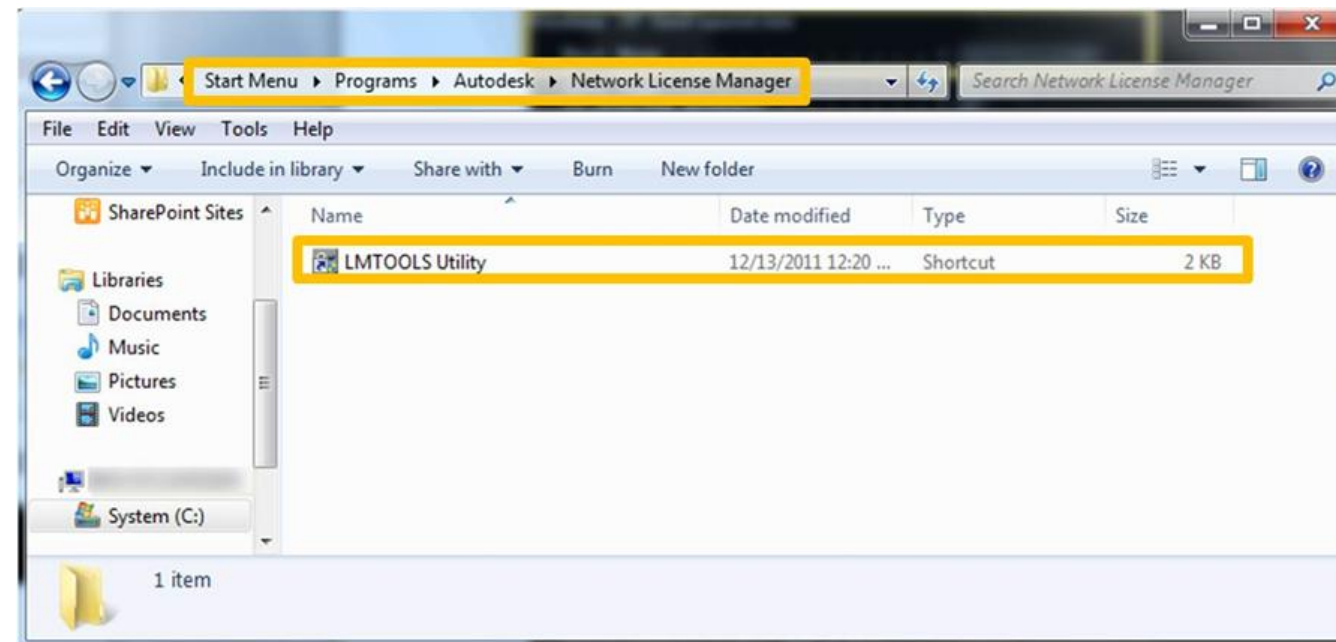 Start Menu ▸ Programs ▸ Autodesk ▸ Network License Manager
Search Network License Manager
File Edit View Tools Help
Organize Include in library Share with Burn New folder
SharePoint Sites
Name Date modified Type Size
LMTOOLS Utility 12/13/2011 12:20 ... Shortcut 2 KB
Libraries
Documents
Music
Pictures
Videos
System (C:)
1 item